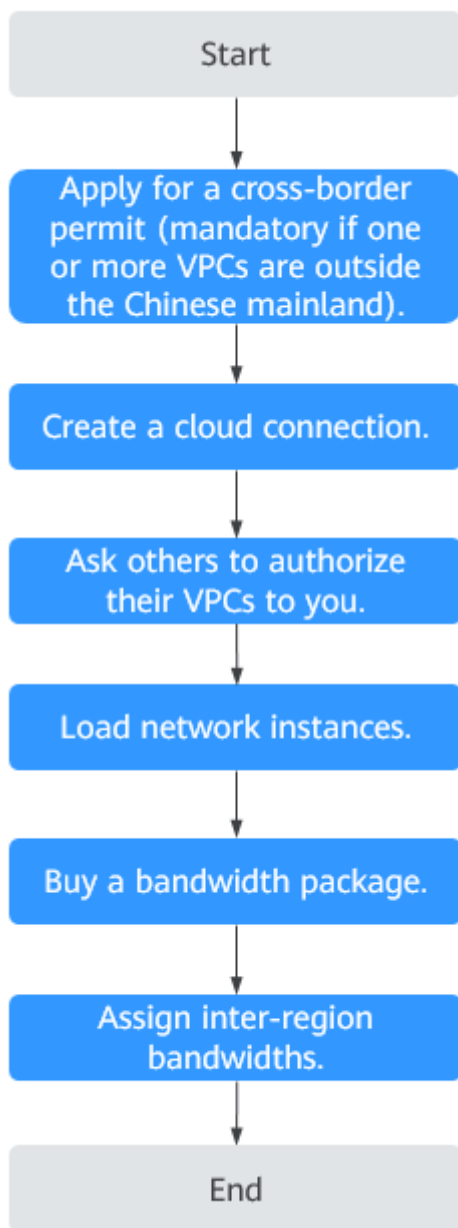 Start
Apply for a cross-border
permit (mandatory if one
or more VPCs are outside
the Chinese mainland).
Create a cloud connection.
Ask others to authorize
their VPCs to you.
Load network instances.
Buy a bandwidth package.
Assign inter-region
bandwidths.
End